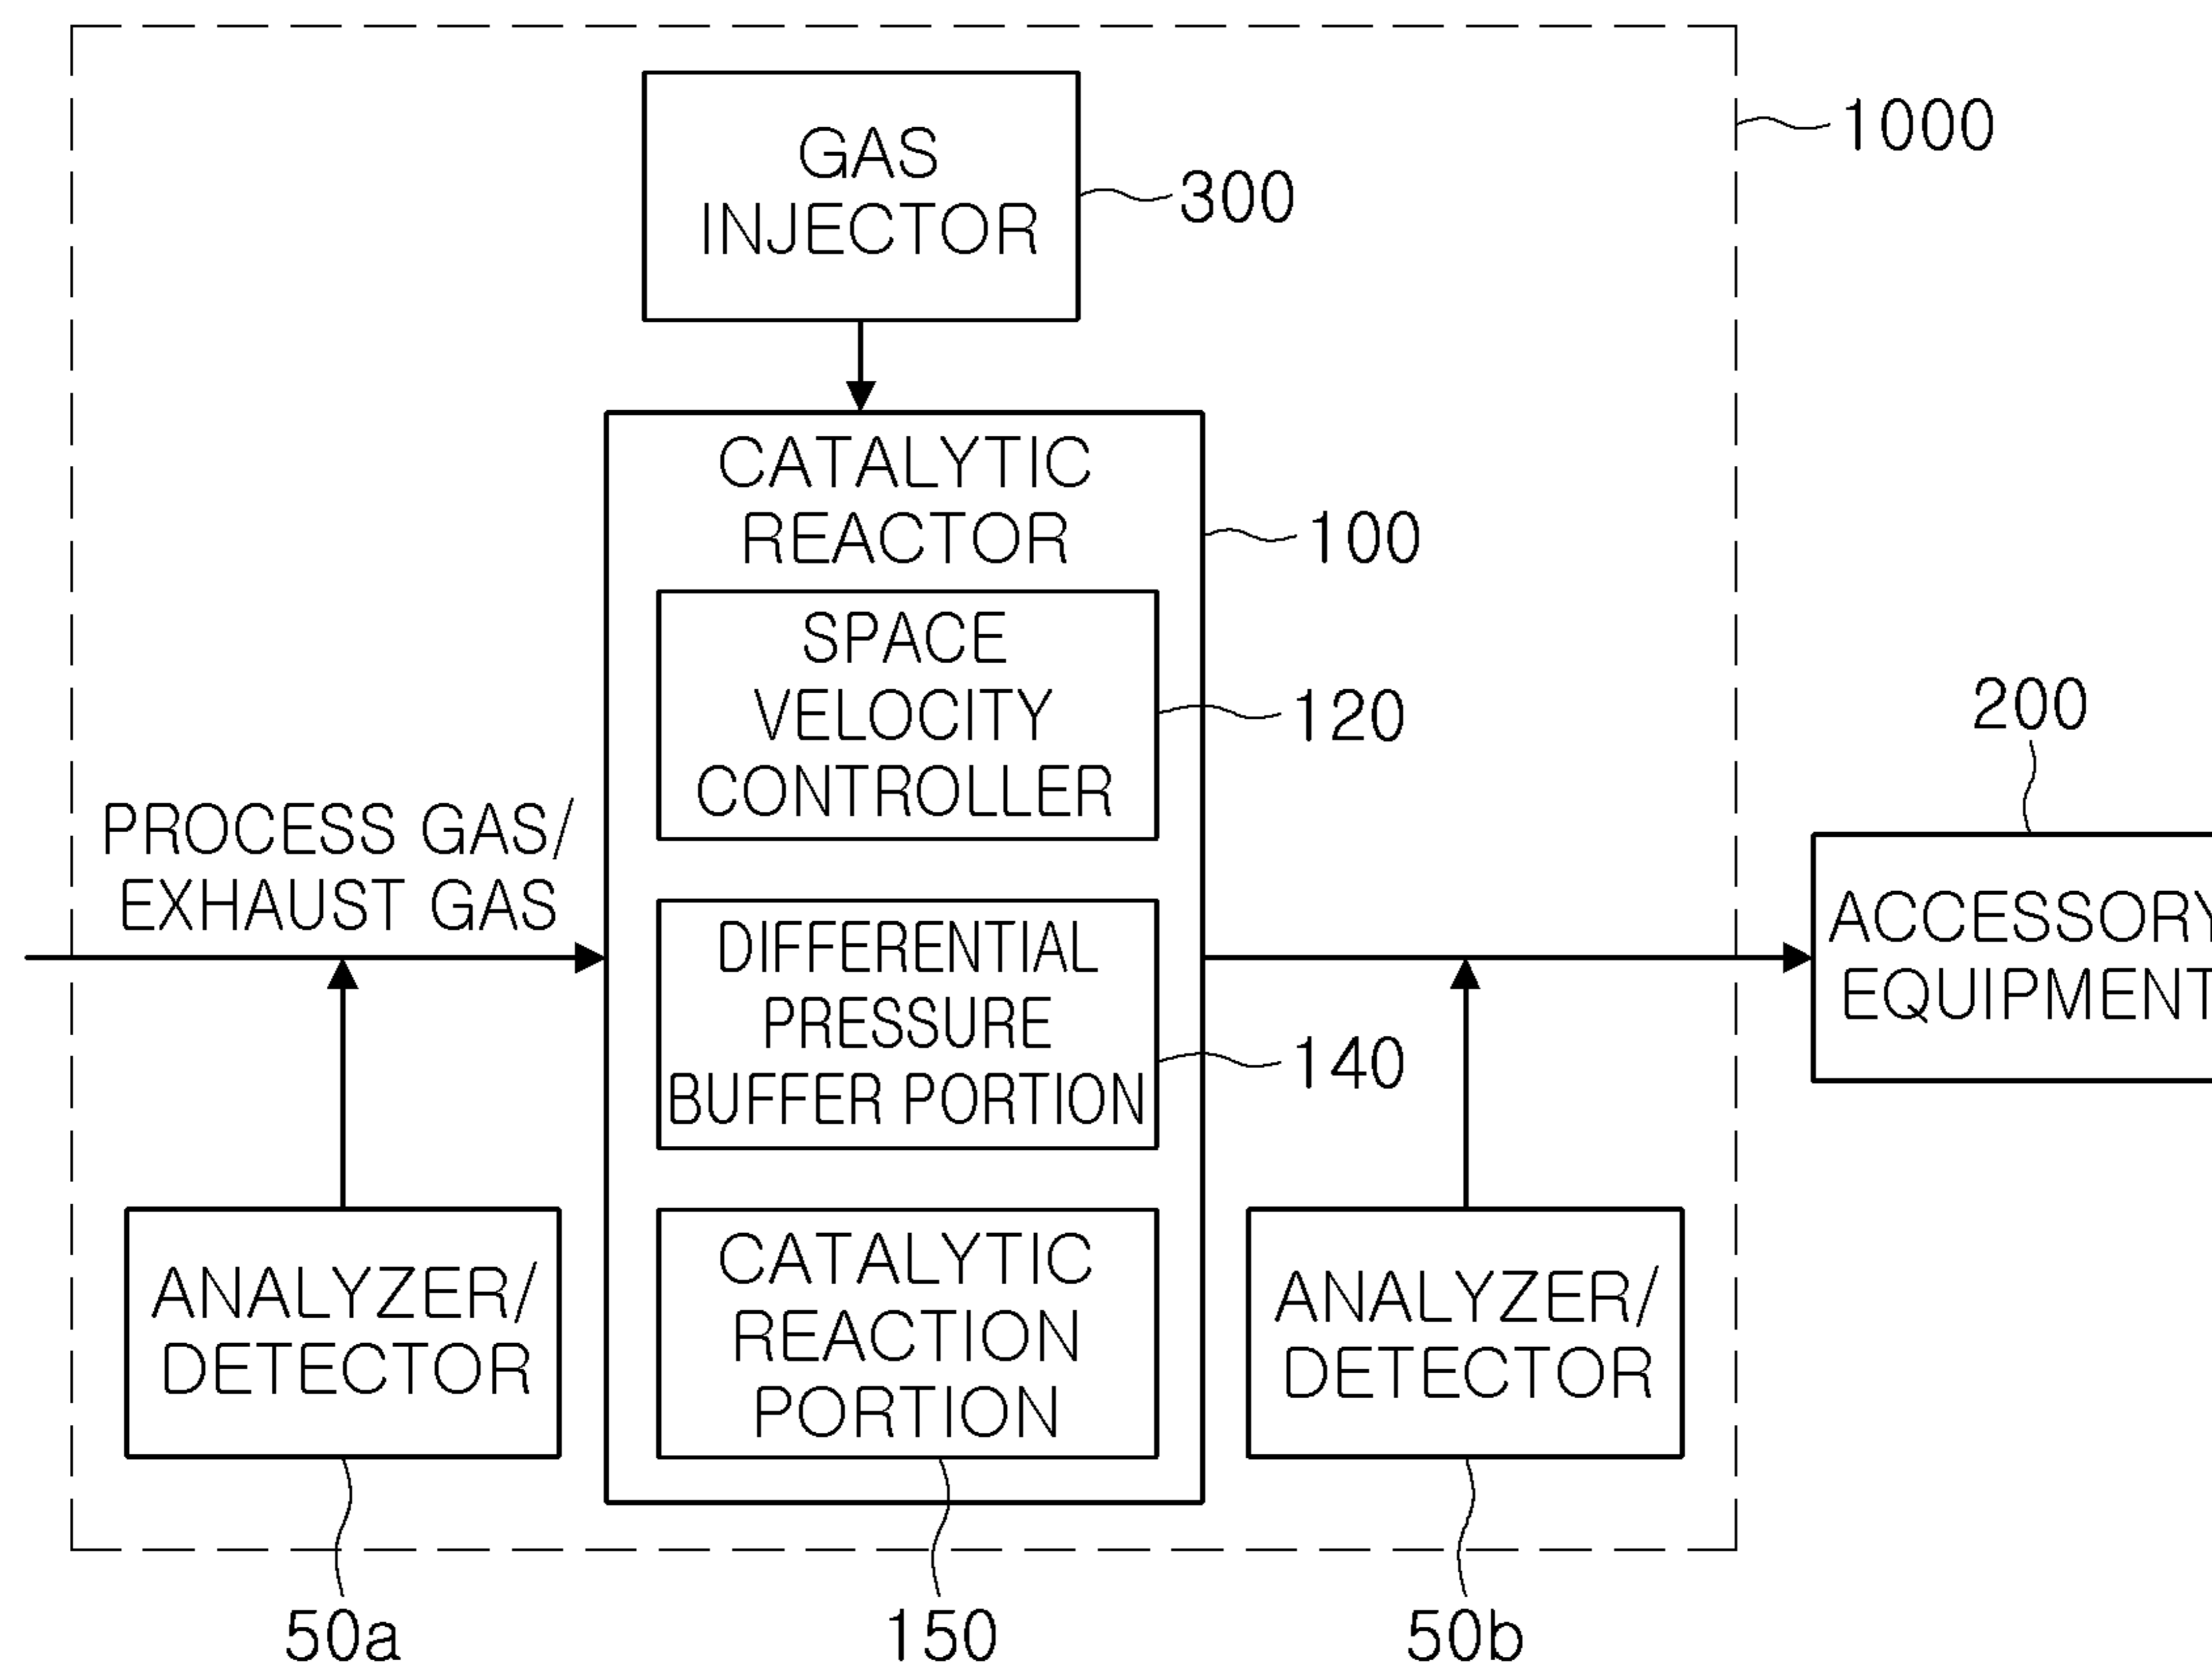 1000
GAS
INJECTOR
300
CATALYTIC
REACTOR
100
SPACE
VELOCITY
CONTROLLER
120
200
PROCESS GAS/
EXHAUST GAS
DIFFERENTIAL
PRESSURE
BUFFER PORTION
140
ACCESSORY
EQUIPMENT
ANALYZER/
DETECTOR
CATALYTIC
REACTION
PORTION
ANALYZER/
DETECTOR
50a
150
50b